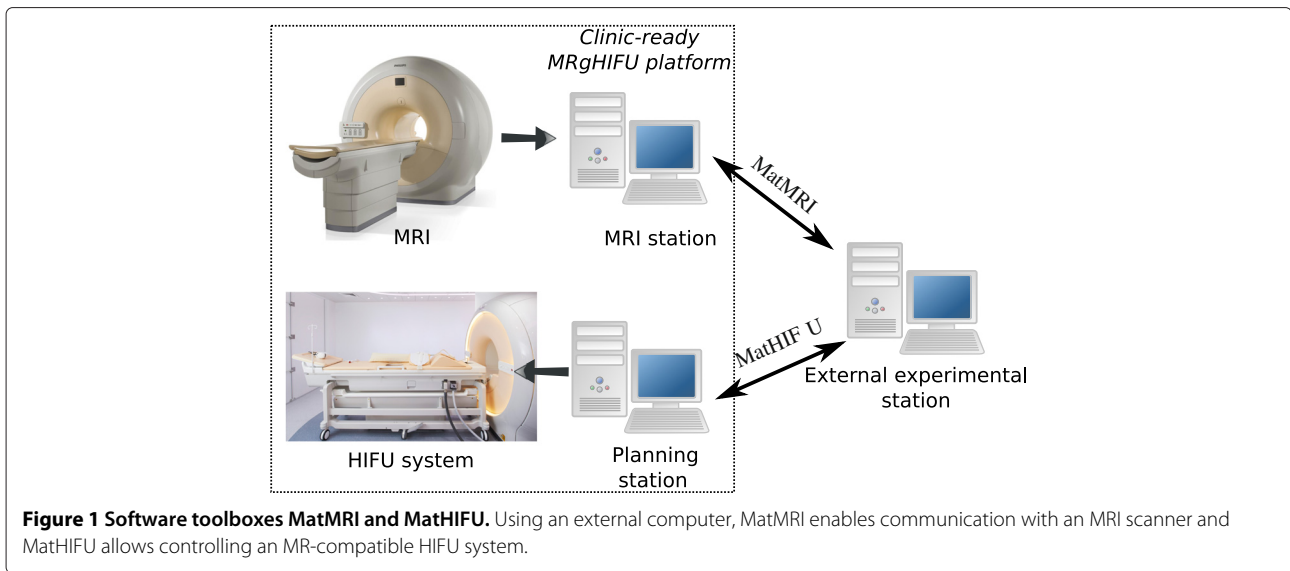 Clinic-ready
MRgHIFU platform
MRI
MRI station
MatMRI
MatHIF U
External experimental
station
HIFU system
Planning
station
Figure 1 Software toolboxes MatMRI and MatHIFU. Using an external computer, MatMRI enables communication with an MRI scanner and
MatHIFU allows controlling an MR-compatible HIFU system.